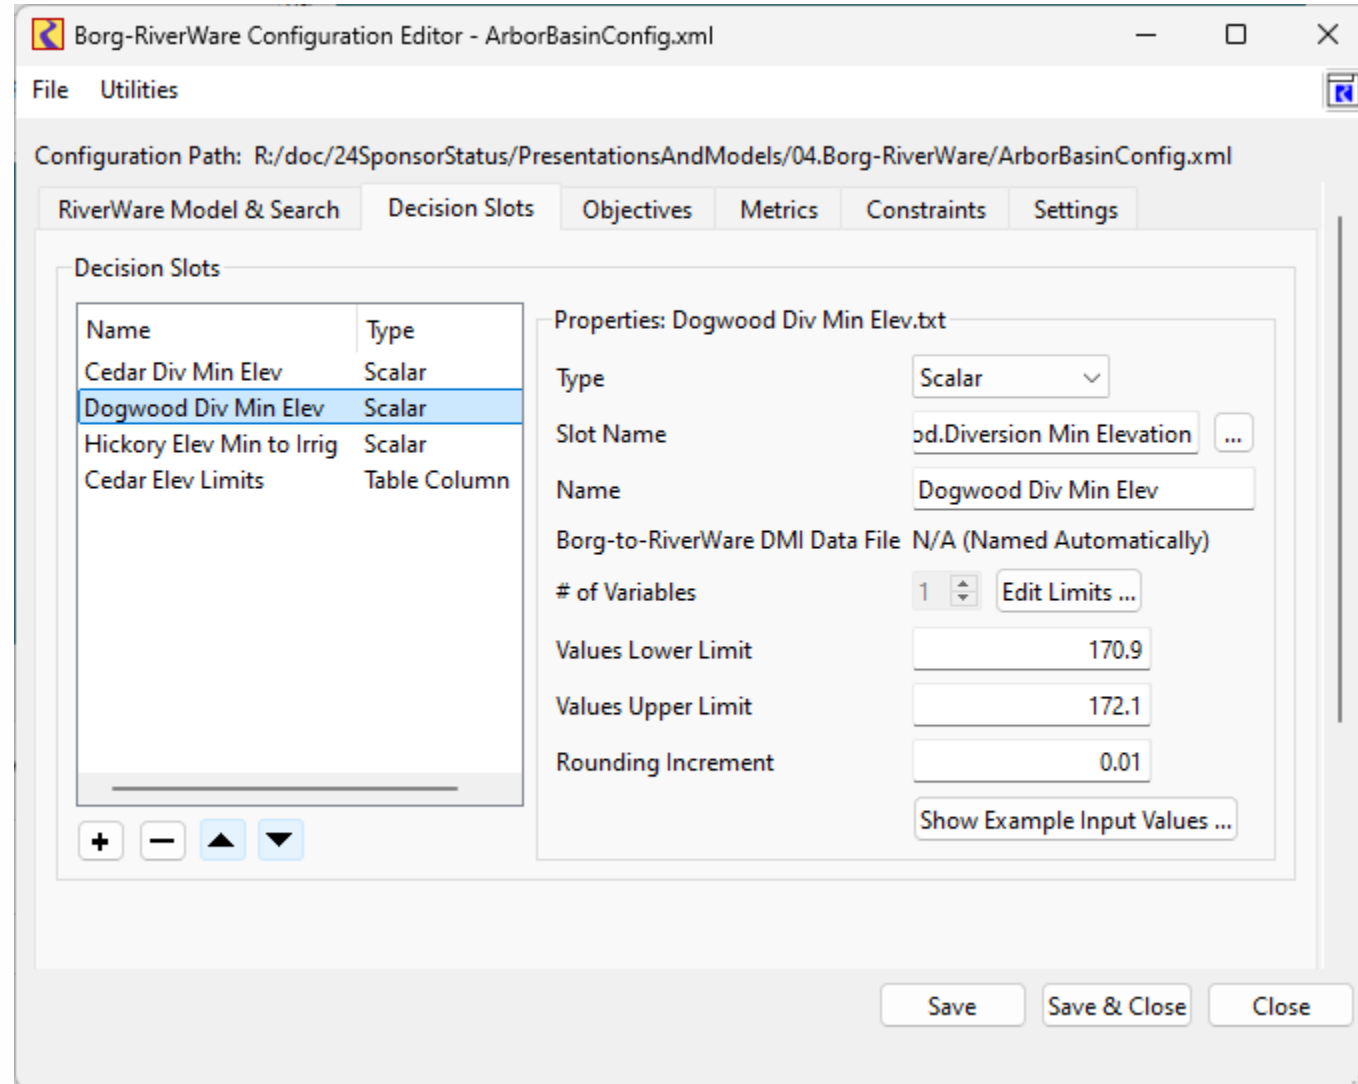 Borg-RiverWare Configuration Editor - ArborBasinConfig.xml
File Utilities
Configuration Path: R:/doc/24SponsorStatus/PresentationsAndModels/04.Borg-RiverWare/ArborBasinConfig.xml
RiverWare Model & Search Decision Slots Objectives Metrics Constraints Settings
Decision Slots
Name Type
Cedar Div Min Elev Scalar
Dogwood Div Min Elev Scalar
Hickory Elev Min to Irrig Scalar
Cedar Elev Limits Table Column
Properties: Dogwood Div Min Elev.txt
Type Scalar
Slot Name od.Diversion Min Elevation ...
Name Dogwood Div Min Elev
Borg-to-RiverWare DMI Data File N/A (Named Automatically)
# of Variables 1 Edit Limits ...
Values Lower Limit 170.9
Values Upper Limit 172.1
Rounding Increment 0.01
Show Example Input Values ...
Save Save & Close Close